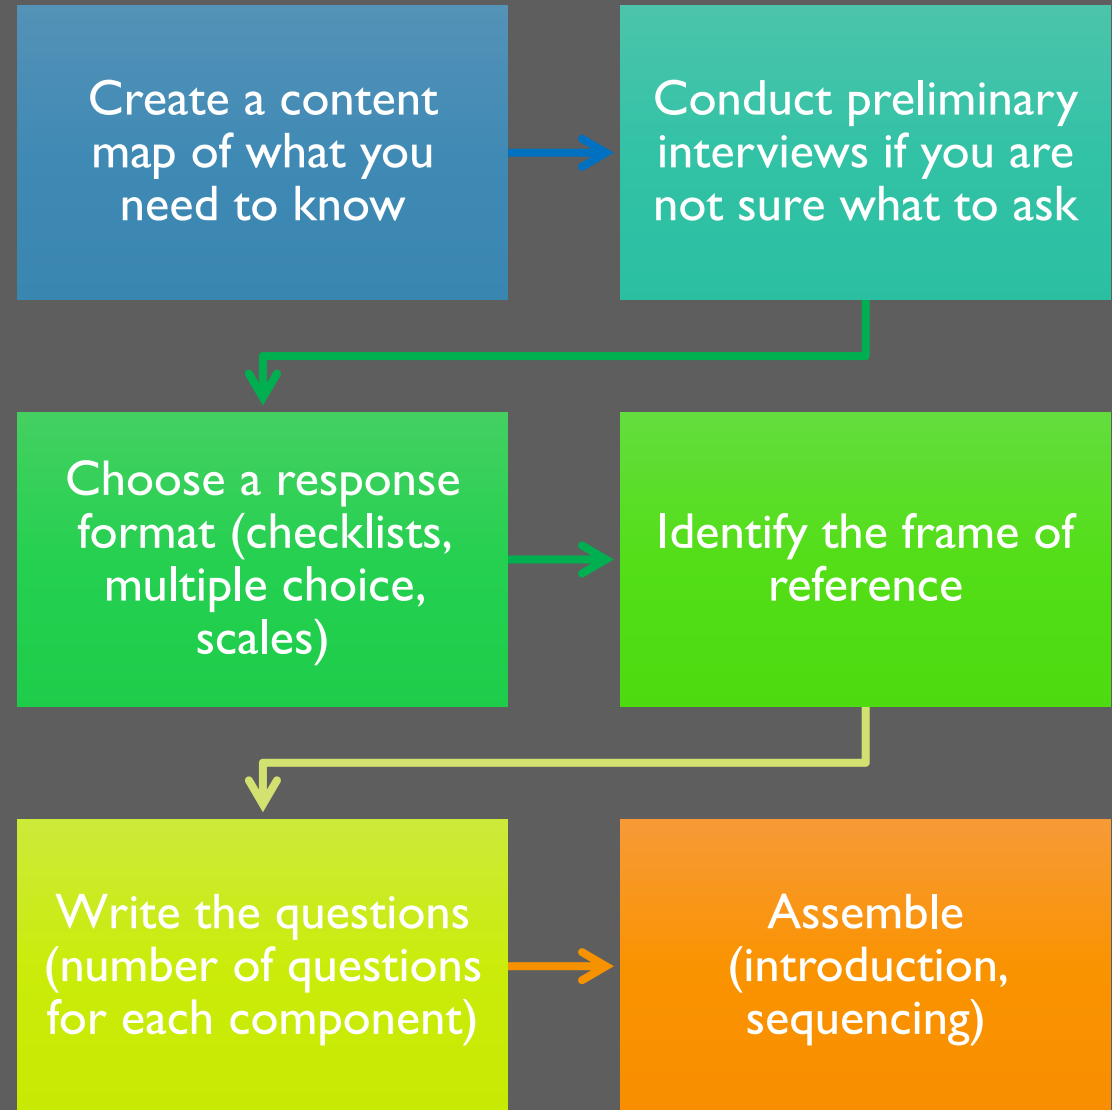 Create a content
map of what you
need to know
Conduct preliminary
interviews if you are
not sure what to ask
Choose a response
format (checklists,
multiple choice,
scales)
Identify the frame of
reference
Write the questions
(number of questions
for each component)
Assemble
(introduction,
sequencing)